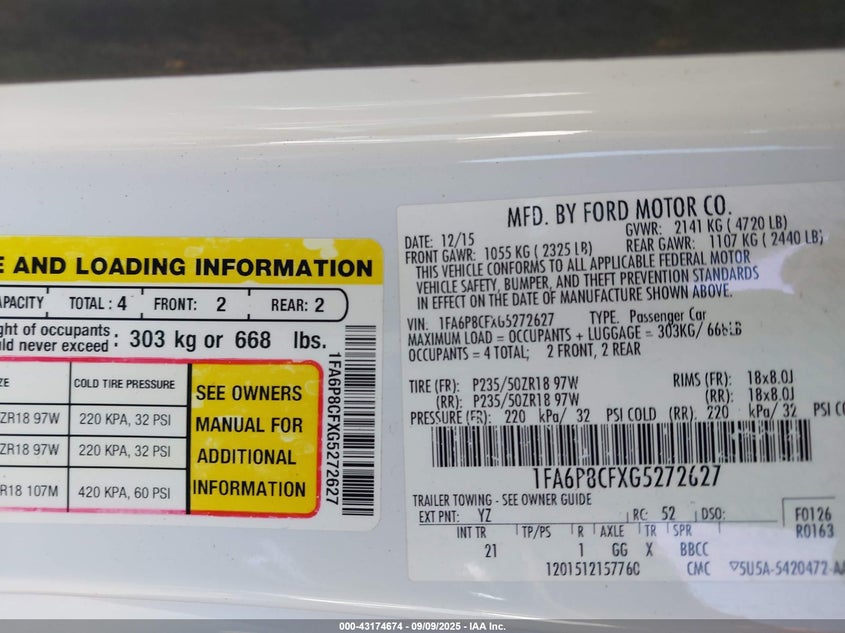 E AND LOADING INFORMATION
APACITY TOTAL: 4 FRONT: 2 REAR: 2
ght of occupants
uld never exceed : 303 kg or 668 lbs.
ZE COLD TIRE PRESSURE
ZR18 97W 220 KPA, 32 PSI
ZR18 97W 220 KPA, 32 PSI
R18 107M 420 KPA, 60 PSI
SEE OWNERS
MANUAL FOR
ADDITIONAL
INFORMATION
1FA6P8CFXG5272627
MFD. BY FORD MOTOR CO.
DATE: 12/15 GVWR: 2141 KG ( 4720 LB)
FRONT GAWR: 1055 KG ( 2325 LB) REAR GAWR: 1107 KG ( 2440 LB)
THIS VEHICLE CONFORMS TO ALL APPLICABLE FEDERAL MOTOR
VEHICLE SAFETY, BUMPER, AND THEFT PREVENTION STANDARDS
IN EFFECT ON THE DATE OF MANUFACTURE SHOWN ABOVE.
VIN: 1FA6P8CFXG5272627 TYPE: Passenger Car
MAXIMUM LOAD = OCCUPANTS + LUGGAGE = 303KG/ 668LB
OCCUPANTS = 4 TOTAL; 2 FRONT, 2 REAR
TIRE (FR): P235/50ZR18 97W RIMS (FR): 18x8.0J
(RR): P235/50ZR18 97W (RR): 18x8.0J
PRESSURE (FR): 220 kPa/ 32 PSI COLD (RR): 220 kPa/ 32 PSI CO
1FA6P8CFXG5272627
TRAILER TOWING - SEE OWNER GUIDE
EXT PNT: YZ RC: 52 DSO: F0126
INT TR TP/PS R AXLE TR SPR R0163
21 1 GG X BBCC
1201512157760 CMC ▽5U5A-5420472-AA
000-43174674 - 09/09/2025 - IAA Inc.